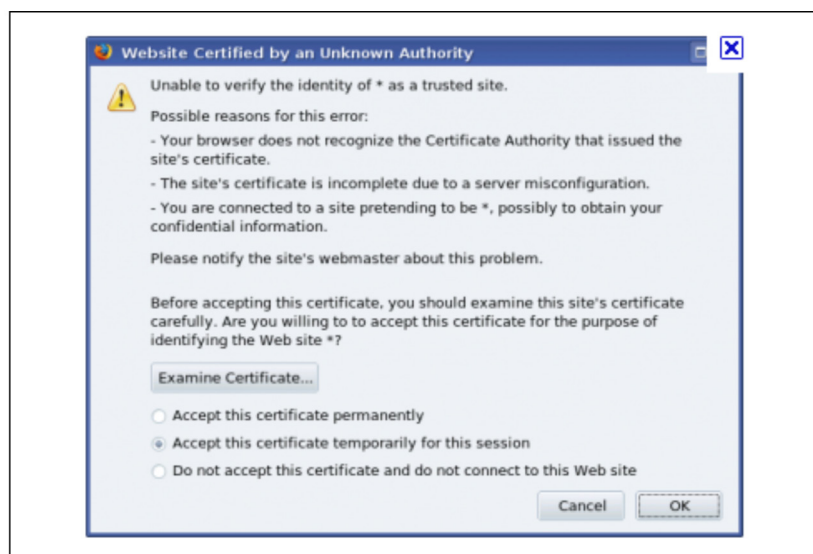 Website Certified by an Unknown Authority
Unable to verify the identity of * as a trusted site.
Possible reasons for this error:
- Your browser does not recognize the Certificate Authority that issued the
site's certificate.
- The site's certificate is incomplete due to a server misconfiguration.
- You are connected to a site pretending to be *, possibly to obtain your
confidential information.
Please notify the site's webmaster about this problem.
Before accepting this certificate, you should examine this site's certificate
carefully. Are you willing to to accept this certificate for the purpose of
identifying the Web site *?
Examine Certificate...
Accept this certificate permanently
Accept this certificate temporarily for this session
Do not accept this certificate and do not connect to this Web site
Cancel OK